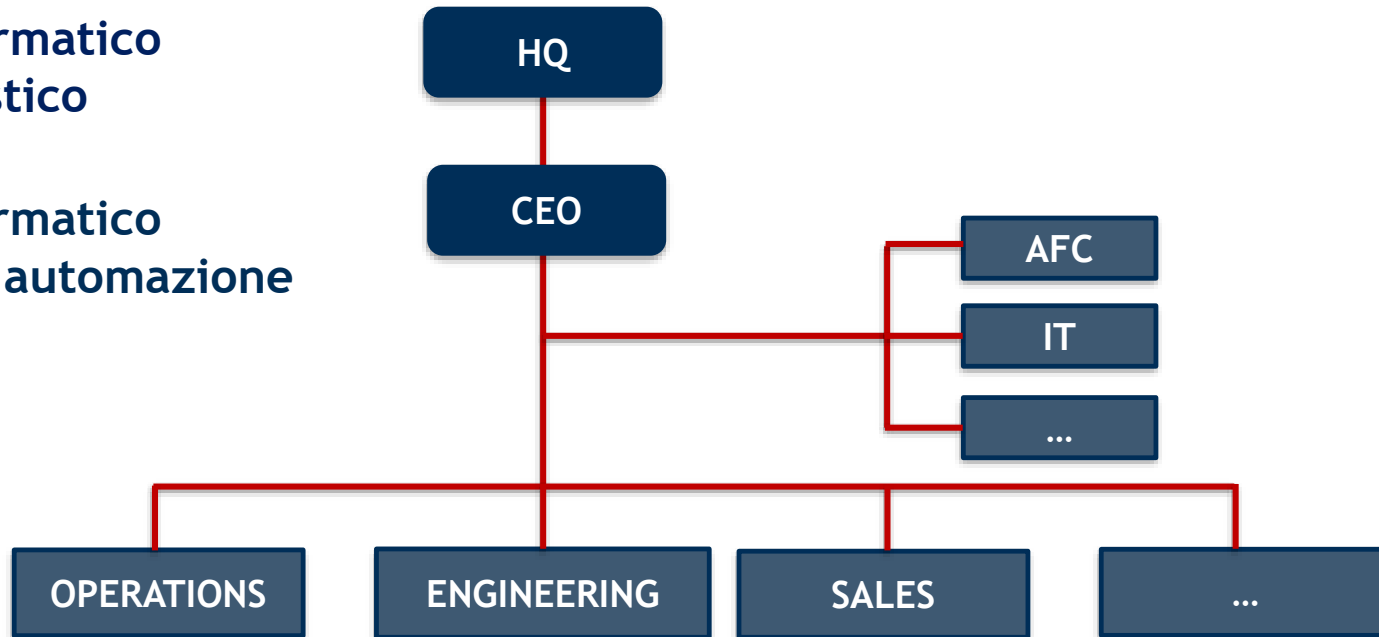 rmatico
stico
rmatico
automazione
HQ
CEO
AFC
IT
…
OPERATIONS
ENGINEERING
SALES
…